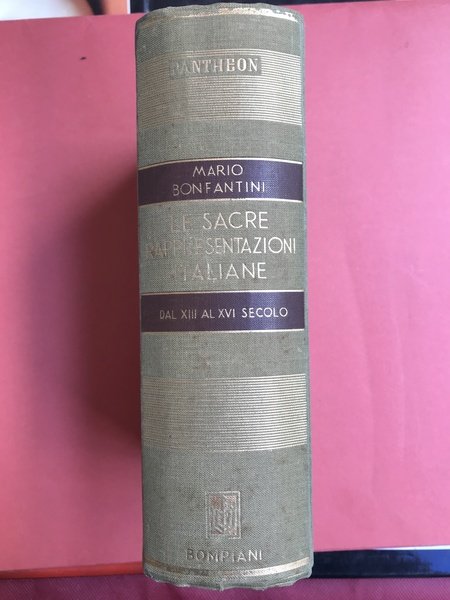 PANTHEON
MARIO
BONFANTINI
LE SACRE
RAPPRESENTAZIONI
ITALIANE
DAL XIII AL XVI SECOLO
BOMPIANI